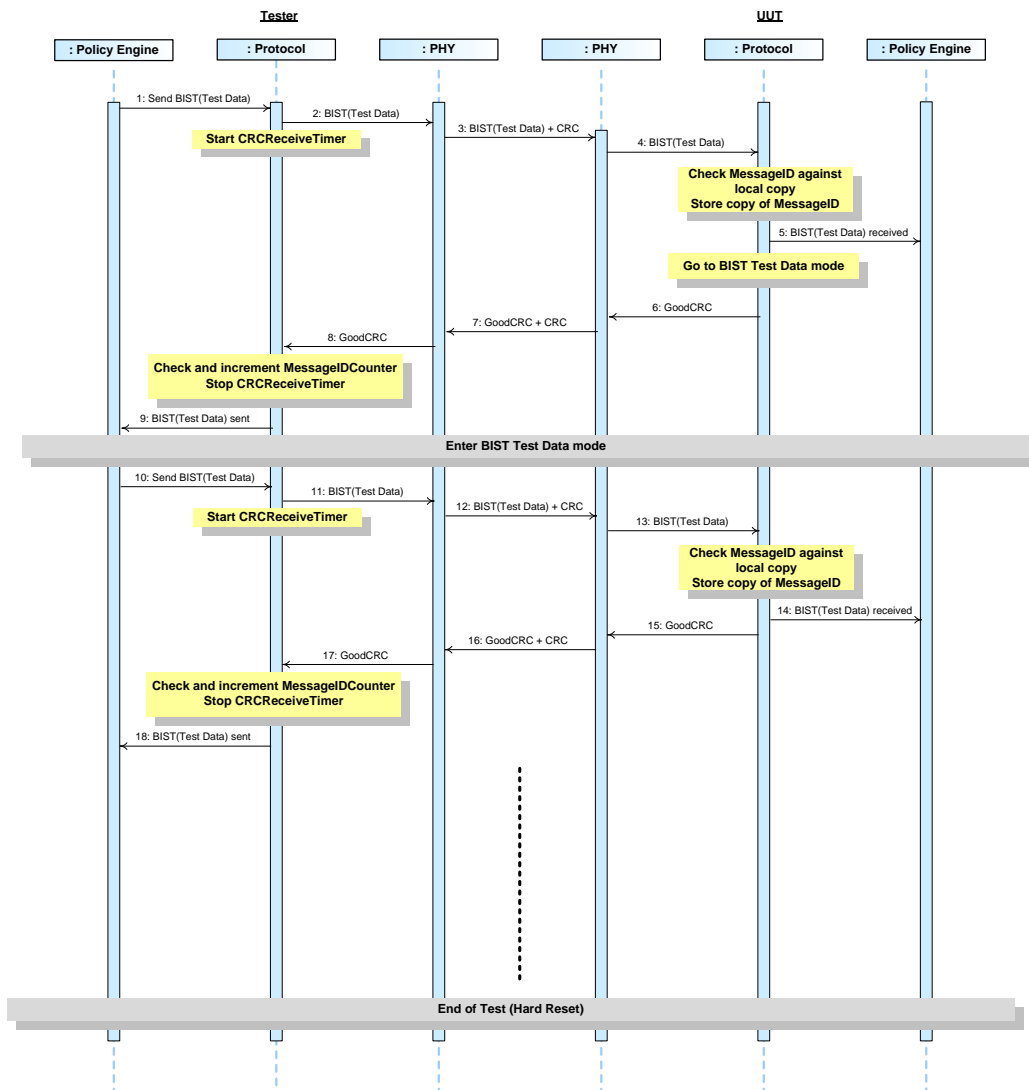 Tester
UUT
: Policy Engine
: Protocol
: PHY
: PHY
: Protocol
: Policy Engine
1: Send BIST(Test Data)
2: BIST(Test Data)
Start CRCReceiveTimer
3: BIST(Test Data) + CRC
4: BIST(Test Data)
Check MessageID against
local copy
Store copy of MessageID
5: BIST(Test Data) received
Go to BIST Test Data mode
6: GoodCRC
7: GoodCRC + CRC
8: GoodCRC
Check and increment MessageIDCounter
Stop CRCReceiveTimer
9: BIST(Test Data) sent
Enter BIST Test Data mode
10: Send BIST(Test Data)
11: BIST(Test Data)
Start CRCReceiveTimer
12: BIST(Test Data) + CRC
13: BIST(Test Data)
Check MessageID against
local copy
Store copy of MessageID
14: BIST(Test Data) received
15: GoodCRC
16: GoodCRC + CRC
17: GoodCRC
Check and increment MessageIDCounter
Stop CRCReceiveTimer
18: BIST(Test Data) sent
End of Test (Hard Reset)